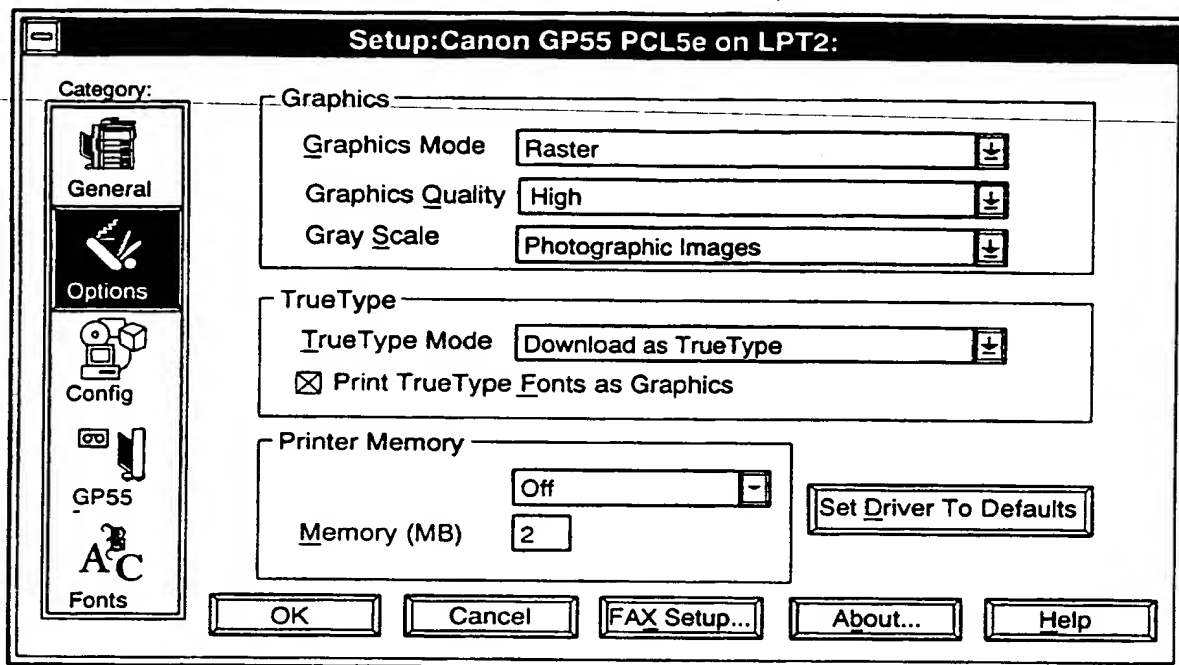 Setup:Canon GP55 PCL5e on LPT2:
Category:
General
Options
Config
GP55
A C
Fonts
Graphics
Graphics Mode Raster
Graphics Quality High
Gray Scale Photographic Images
TrueType
TrueType Mode Download as TrueType
Print TrueType Fonts as Graphics
Printer Memory
Off
Memory (MB) 2
Set Driver To Defaults
OK Cancel FAX Setup... About... Help